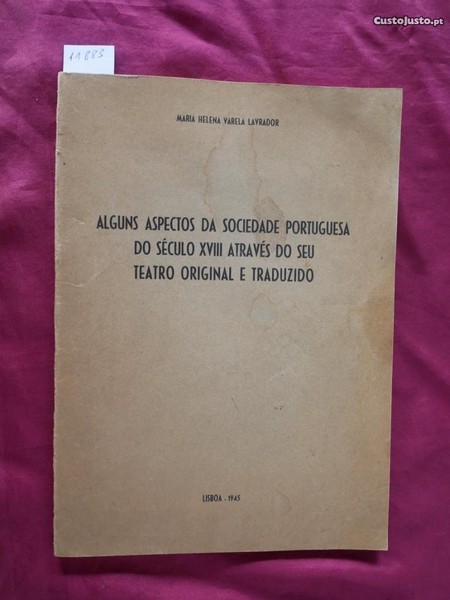 CustoJusto.pt
11883
MARIA HELENA VARELA LAVRADOR
ALGUNS ASPECTOS DA SOCIEDADE PORTUGUESA
DO SÉCULO XVIII ATRAVÉS DO SEU
TEATRO ORIGINAL E TRADUZIDO
LISBOA - 1945